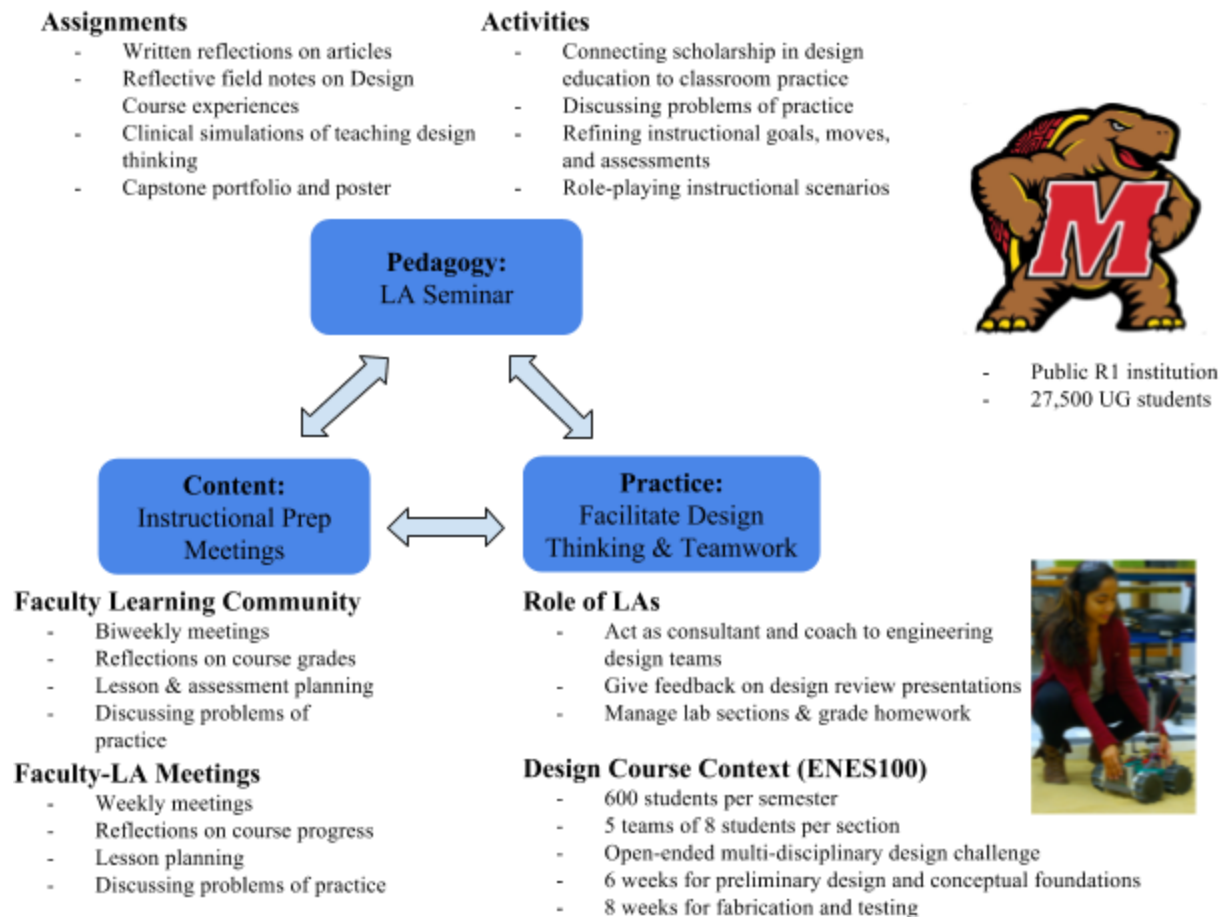 Assignments
- Written reflections on articles
- Reflective field notes on Design
Course experiences
- Clinical simulations of teaching design
thinking
- Capstone portfolio and poster
Activities
- Connecting scholarship in design
education to classroom practice
- Discussing problems of practice
- Refining instructional goals, moves,
and assessments
- Role-playing instructional scenarios
M
- Public R1 institution
- 27,500 UG students
Pedagogy:
LA Seminar
Content:
Instructional Prep
Meetings
Practice:
Facilitate Design
Thinking & Teamwork
Faculty Learning Community
- Biweekly meetings
- Reflections on course grades
- Lesson & assessment planning
- Discussing problems of
practice
Faculty-LA Meetings
- Weekly meetings
- Reflections on course progress
- Lesson planning
- Discussing problems of practice
Role of LAs
- Act as consultant and coach to engineering
design teams
- Give feedback on design review presentations
- Manage lab sections & grade homework
Design Course Context (ENES100)
- 600 students per semester
- 5 teams of 8 students per section
- Open-ended multi-disciplinary design challenge
- 6 weeks for preliminary design and conceptual foundations
- 8 weeks for fabrication and testing